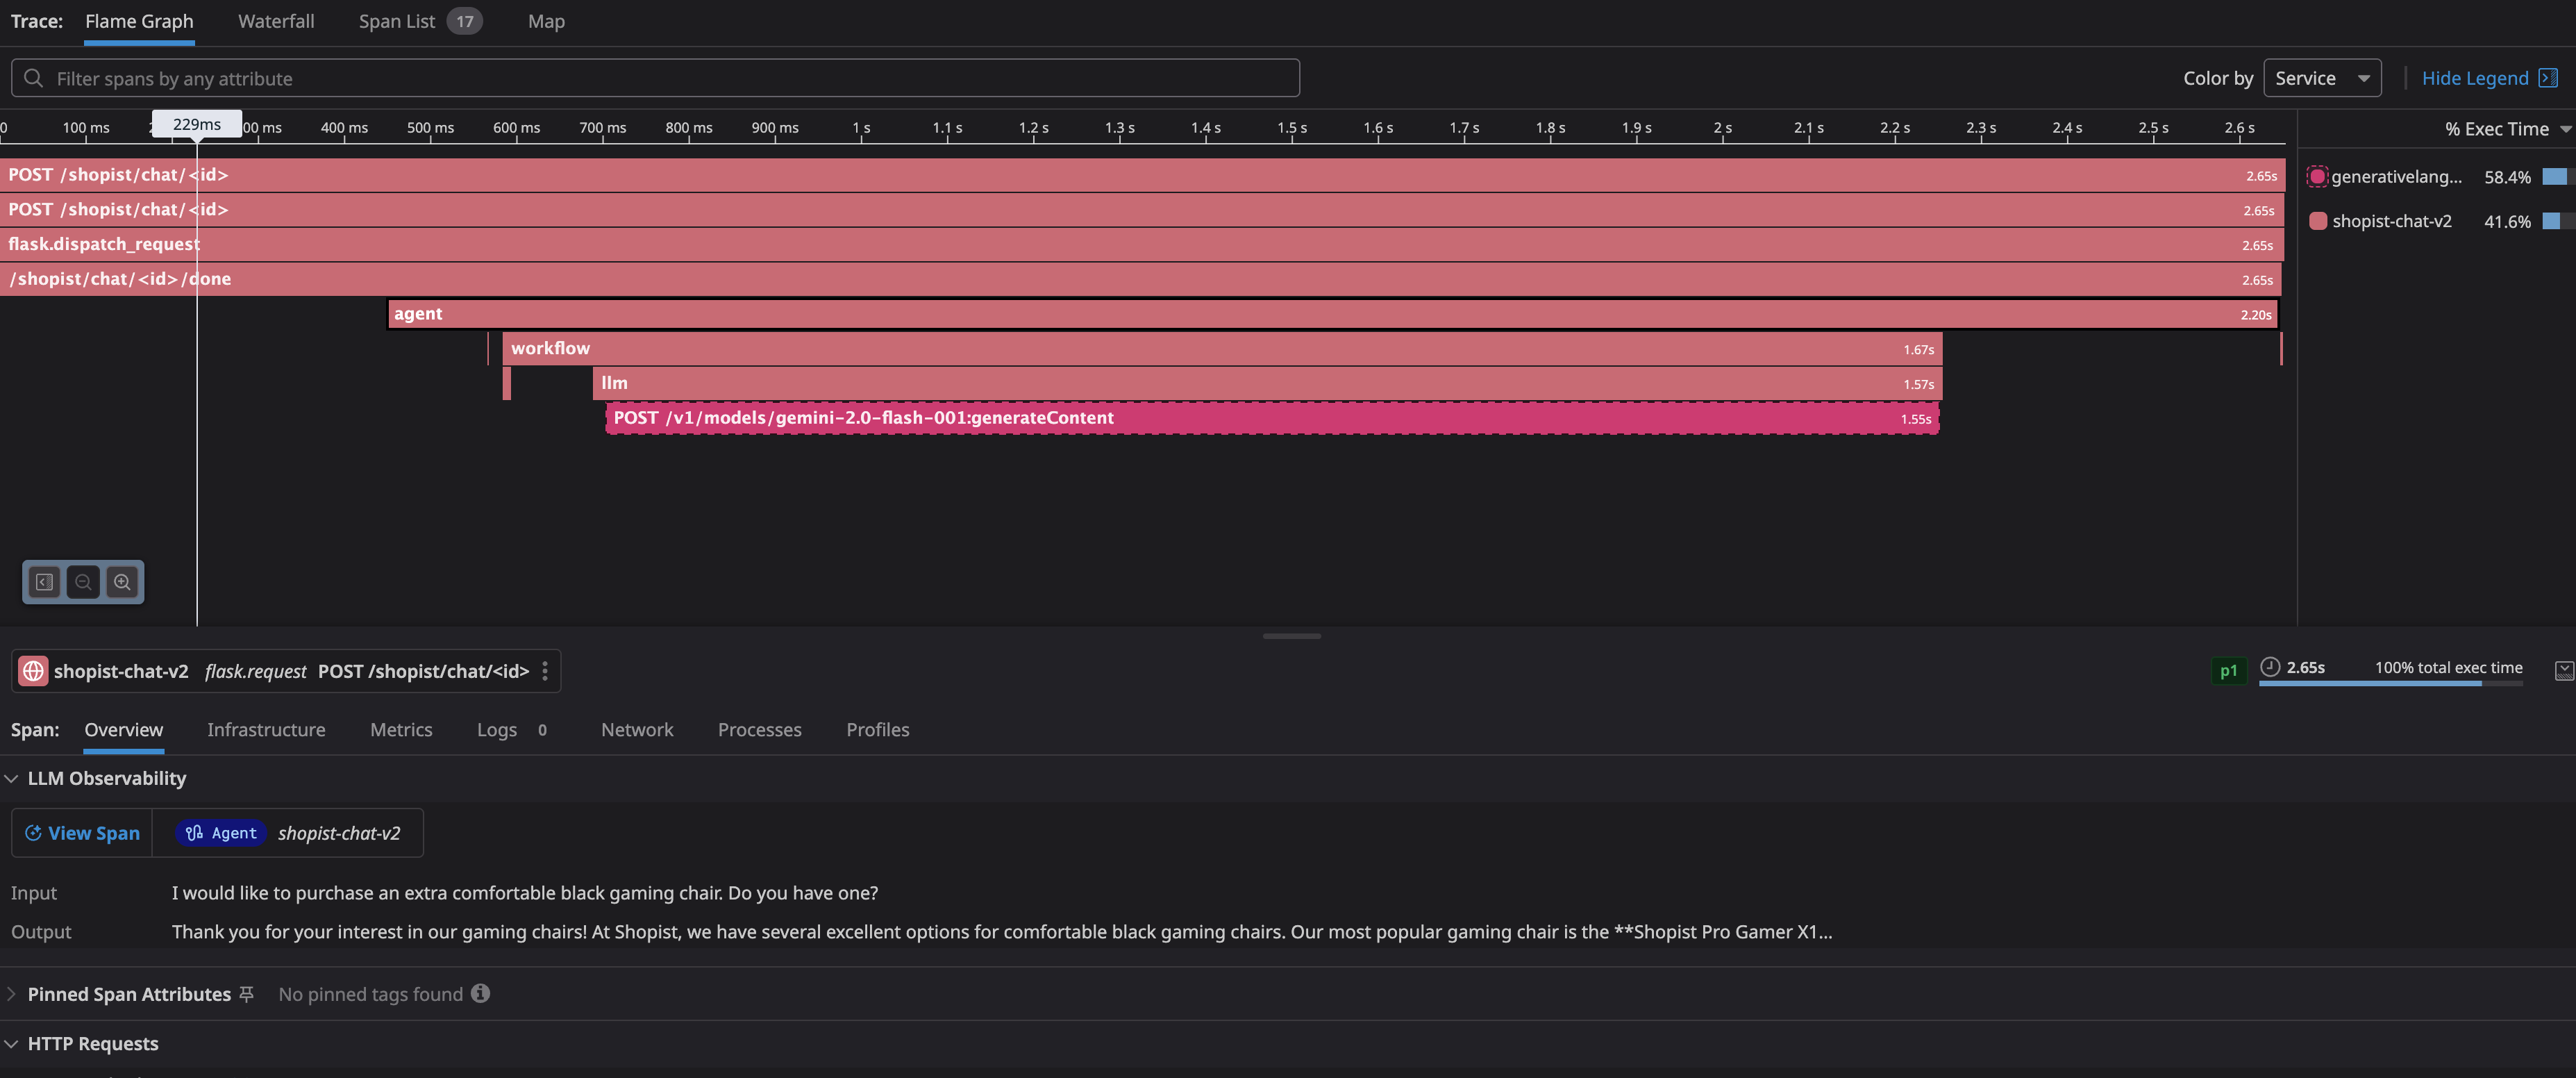 Trace: Flame Graph Waterfall Span List 17 Map
Filter spans by any attribute
Color by Service Hide Legend
0 100 ms 229ms 00 ms 400 ms 500 ms 600 ms 700 ms 800 ms 900 ms 1 s 1.1 s 1.2 s 1.3 s 1.4 s 1.5 s 1.6 s 1.7 s 1.8 s 1.9 s 2 s 2.1 s 2.2 s 2.3 s 2.4 s 2.5 s 2.6 s
% Exec Time
POST /shopist/chat/<id> 2.65s
generativelang... 58.4%
POST /shopist/chat/<id> 2.65s
shopist-chat-v2 41.6%
flask.dispatch_request 2.65s
/shopist/chat/<id>/done 2.65s
agent 2.20s
workflow 1.67s
llm 1.57s
POST /v1/models/gemini-2.0-flash-001:generateContent 1.55s
shopist-chat-v2 flask.request POST /shopist/chat/<id>
p1 2.65s 100% total exec time
Span: Overview Infrastructure Metrics Logs 0 Network Processes Profiles
LLM Observability
View Span Agent shopist-chat-v2
Input I would like to purchase an extra comfortable black gaming chair. Do you have one?
Output Thank you for your interest in our gaming chairs! At Shopist, we have several excellent options for comfortable black gaming chairs. Our most popular gaming chair is the **Shopist Pro Gamer X1...
Pinned Span Attributes No pinned tags found
HTTP Requests